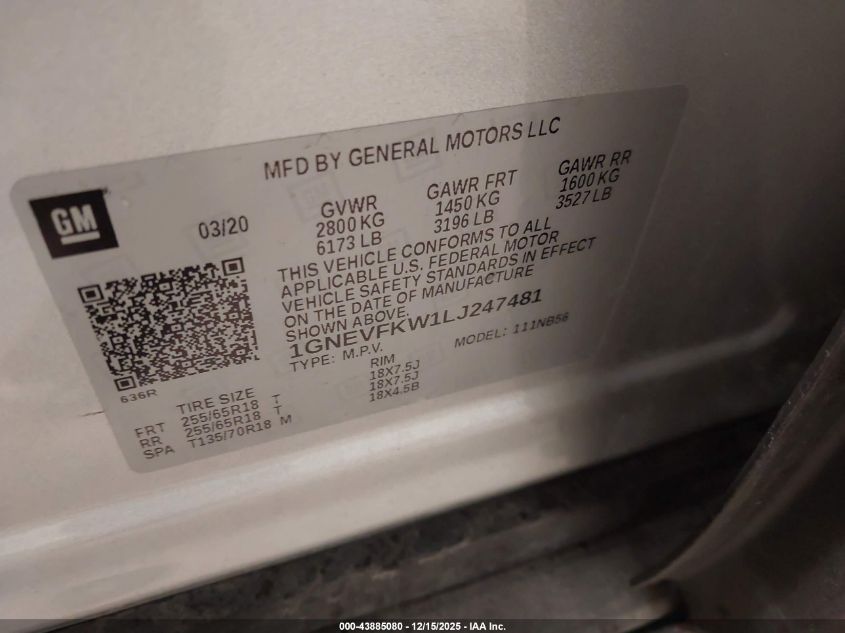 MFD BY GENERAL MOTORS LLC
GM
03/20
GVWR GAWR FRT GAWR RR
2800 KG 1450 KG 1600 KG
6173 LB 3196 LB 3527 LB
THIS VEHICLE CONFORMS TO ALL
APPLICABLE U.S. FEDERAL MOTOR
VEHICLE SAFETY STANDARDS IN EFFECT
ON THE DATE OF MANUFACTURE
SHOWN ABOVE.
1GNEVFKW1LJ247481
TYPE: M.P.V. MODEL: 111NB56
636R
TIRE SIZE RIM
FRT 255/65R18 T 18X7.5J
RR 255/65R18 T 18X7.5J
SPA T135/70R18 M 18X4.5B
000-43885080 - 12/15/2025 - IAA Inc.